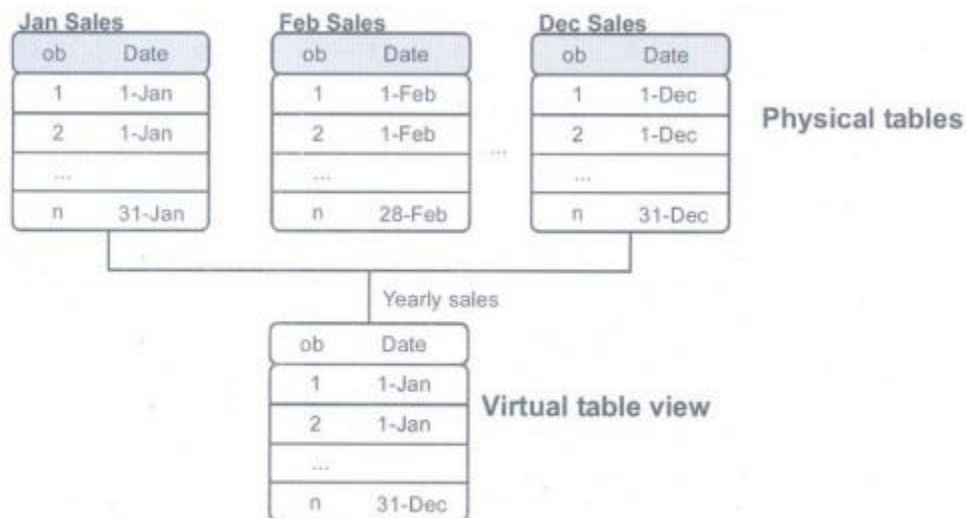 Jan Sales
ob Date
1 1-Jan
2 1-Jan
...
n 31-Jan
Feb Sales
ob Date
1 1-Feb
2 1-Feb
...
n 28-Feb
...
Dec Sales
ob Date
1 1-Dec
2 1-Dec
...
n 31-Dec
Physical tables
Yearly sales
ob Date
1 1-Jan
2 1-Jan
...
n 31-Dec
Virtual table view